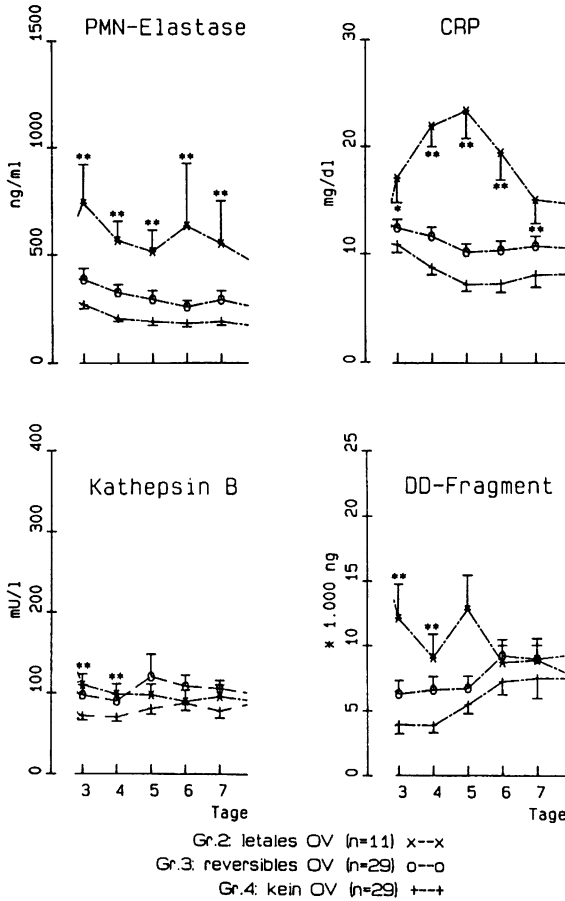 PMN-Elastase
1500
1000
500
0
ng/ml
** ** ** ** **
CRP
30
20
10
0
mg/dl
* ** ** ** **
Kathepsin B
400
300
200
100
0
mU/l
** **
3 4 5 6 7
Tage
DD-Fragment
25
20
15
10
5
0
* 1.000 ng
** **
3 4 5 6 7
Tage
Gr.2: letales OV (n=11) x--x
Gr.3: reversibles OV (n=29) o--o
Gr.4: kein OV (n=29) +--+